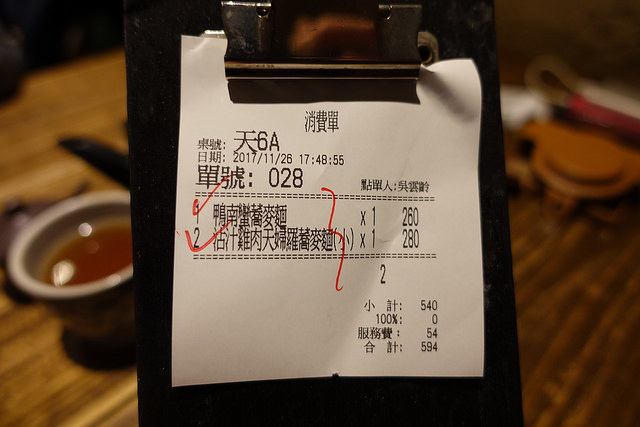 消費單
桌號: 天6A
日期: 2017/11/26 17:48:55
單號: 028 點單人:吳雲齡
1 鴨南蠻蕎麥麵 x 1 260
2 沾汁雞肉天婦羅蕎麥麵(小) x 1 280
2
小 計: 540
100%: 0
服務費: 54
合 計: 594